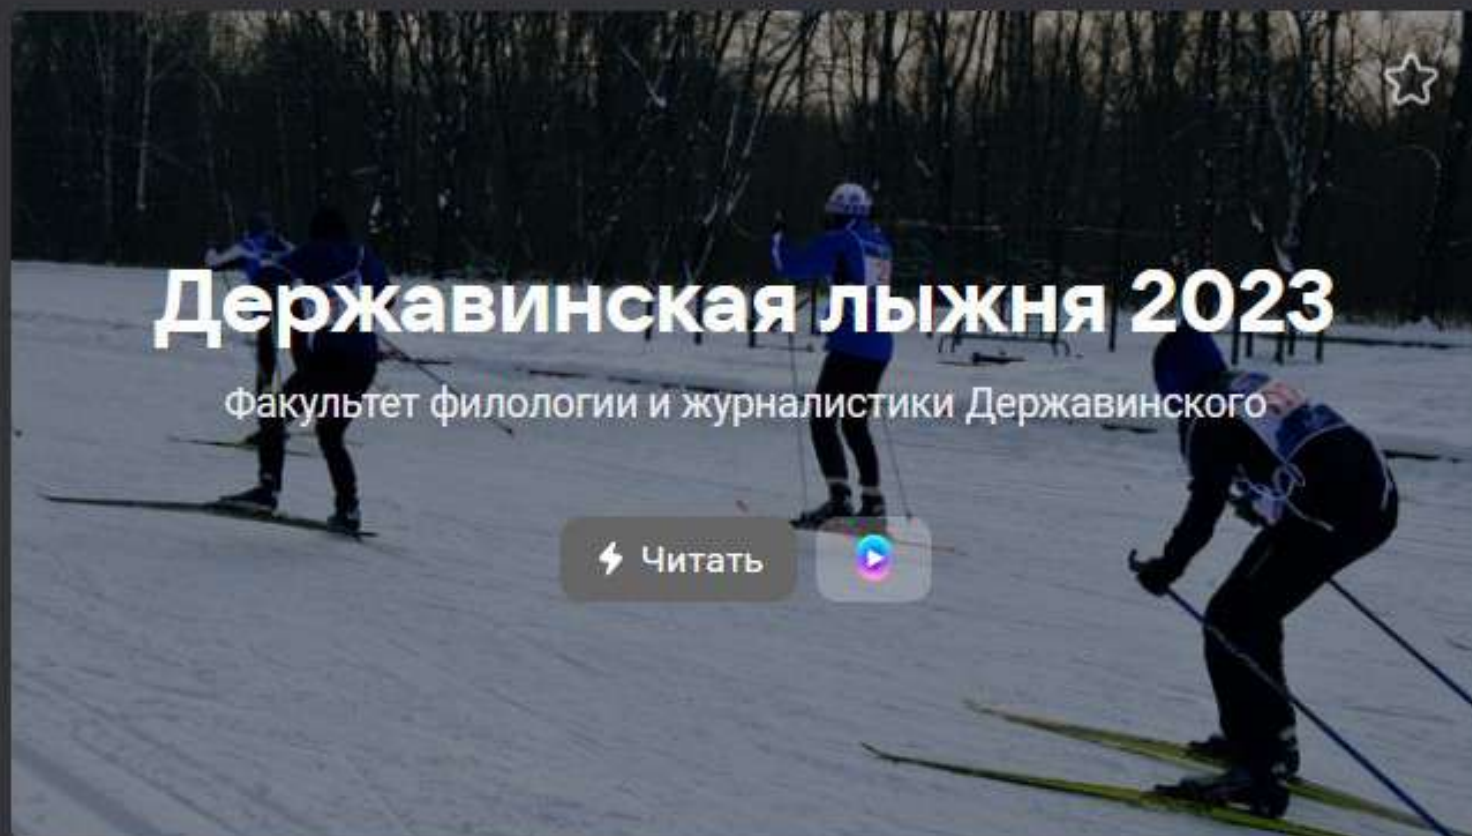 Державинская лыжня 2023
Факультет филологии и журналистики Державинского
Читать